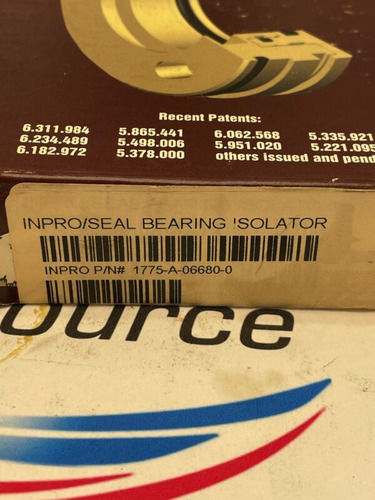 Recent Patents:
6.311.984 5.865.441 6.062.568 5.335.921
6.234.489 5.498.006 5.951.020 5.221.095
6.182.972 5.378.000 others issued and pend
INPRO/SEAL BEARING ISOLATOR
INPRO P/N# 1775-A-06680-0
ource